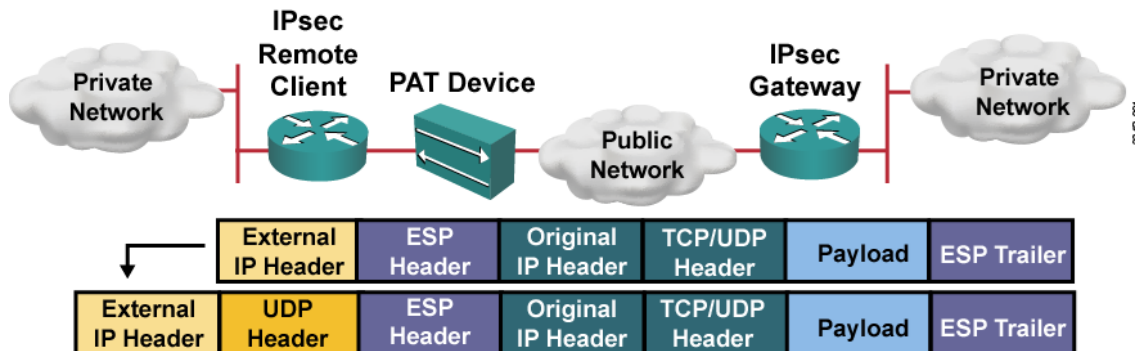 IPsec
Remote
Client
Private
Network
PAT Device
Public
Network
IPsec
Gateway
Private
Network
External
IP Header
ESP
Header
Original
IP Header
TCP/UDP
Header
Payload
ESP Trailer
External
IP Header
UDP
Header
ESP
Header
Original
IP Header
TCP/UDP
Header
Payload
ESP Trailer